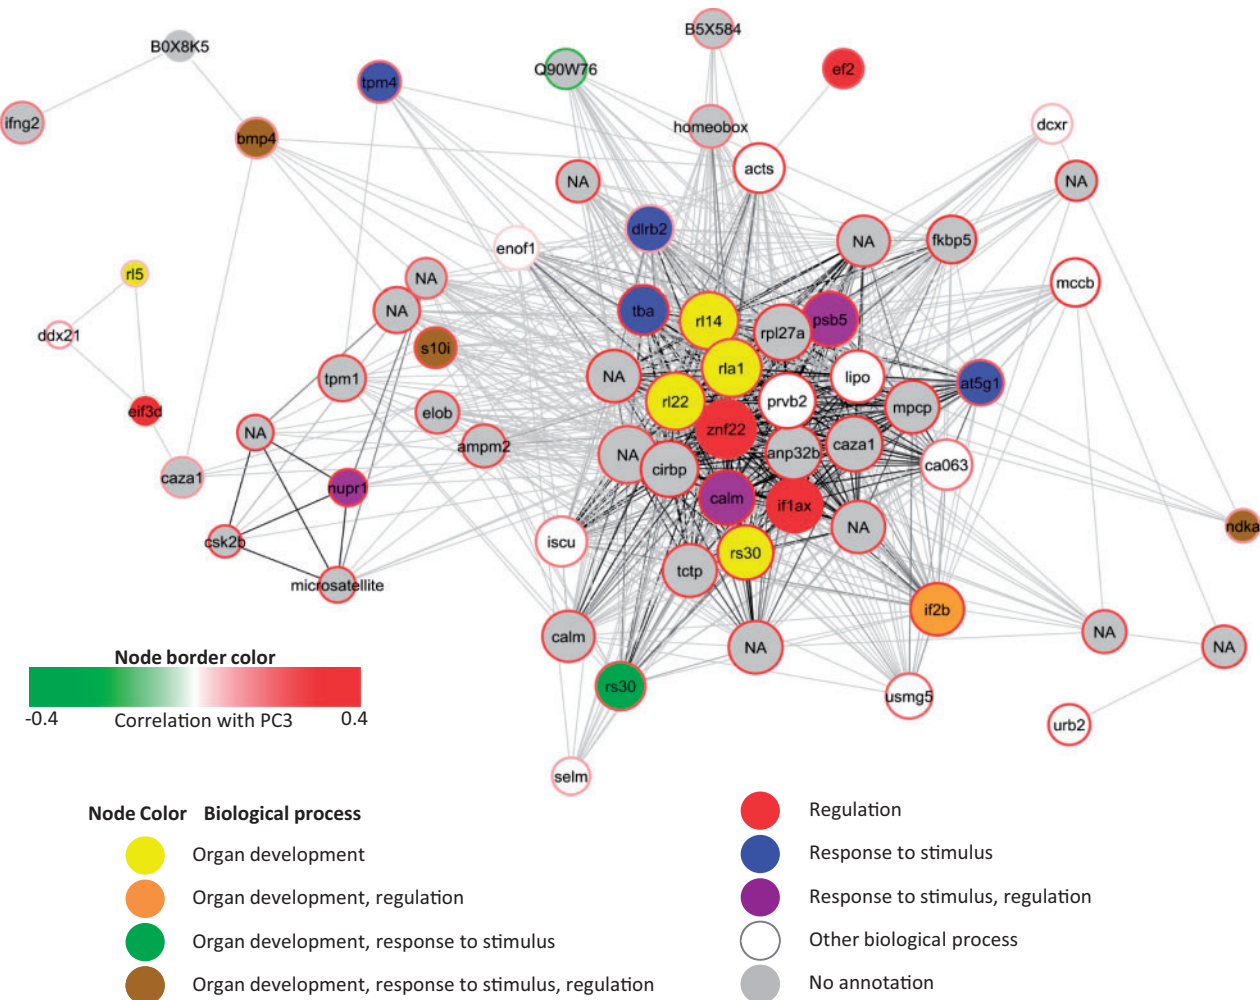 B5X584
B0X8K5
Q90W76
ef2
tpm4
ifng2
bmp4
homeobox
dcxr
acts
NA
NA
dlrb2
enof1
NA
fkbp5
rl5
NA
mccb
NA
tba
rl14
rpl27a
psb5
ddx21
s10i
tpm1
NA
rla1
lipo
at5g1
eif3d
elob
rl22
prvb2
mpcp
NA
ampm2
znf22
anp32b
caza1
caza1
NA
cirbp
ca063
nupr1
calm
if1ax
NA
ndka
csk2b
iscu
rs30
tctp
microsatellite
if2b
calm
NA
NA
NA
rs30
usmg5
urb2
selm
Node border color
-0.4 Correlation with PC3 0.4
Node Color Biological process
Organ development
Organ development, regulation
Organ development, response to stimulus
Organ development, response to stimulus, regulation
Regulation
Response to stimulus
Response to stimulus, regulation
Other biological process
No annotation